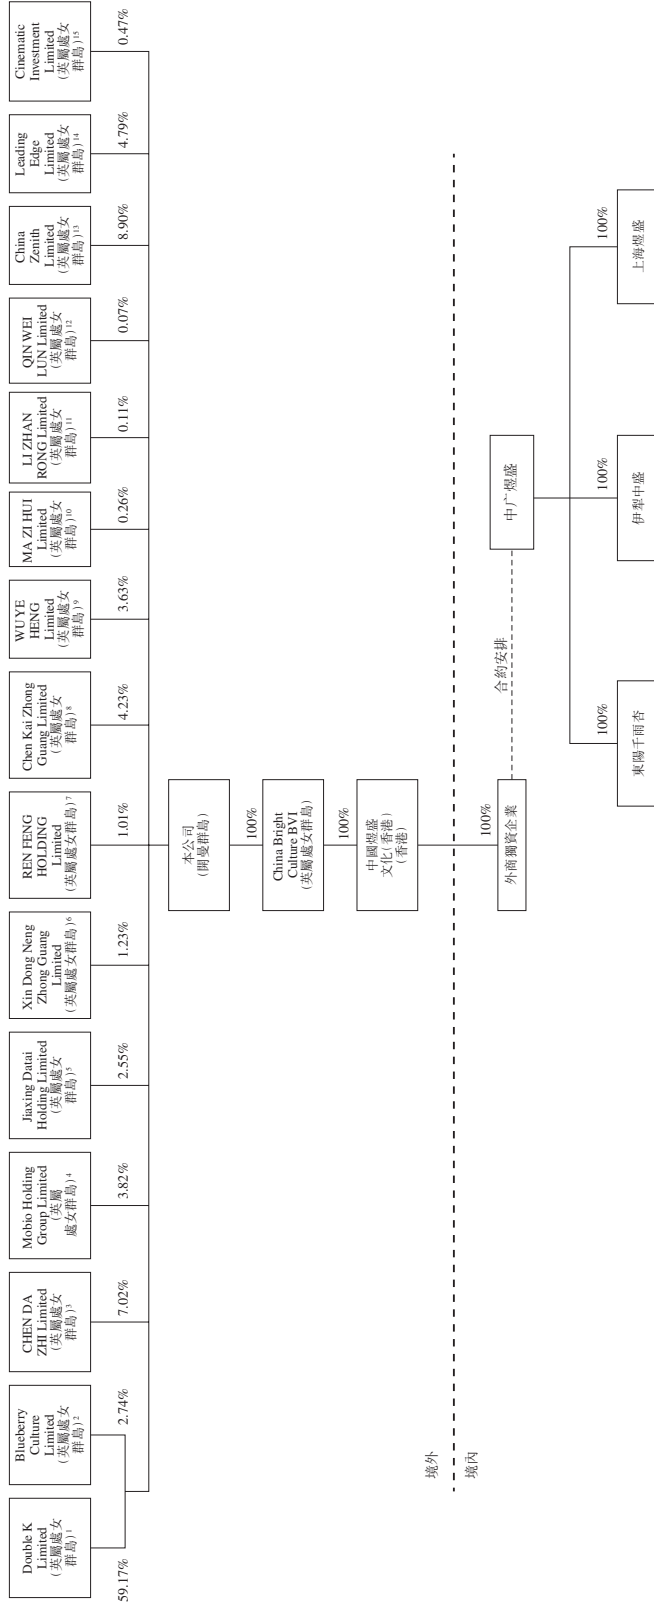 Double K
Limited
(英屬處女
群島)1
Blueberry
Culture
Limited
(英屬處女
群島)2
CHEN DA
ZHI Limited
(英屬處女
群島)3
Mobio Holding
Group Limited
(英屬
處女群島)4
Jiaxing Datai
Holding Limited
(英屬處女
群島)5
Xin Dong Neng
Zhong Guang
Limited
(英屬處女群島)6
REN FENG
HOLDING
Limited
(英屬處女群島)7
Chen Kai Zhong
Guang Limited
(英屬處女
群島)8
WU YE
HENG
Limited
(英屬處女
群島)9
MA ZI HUI
Limited
(英屬處女
群島)10
LI ZHAN
RONG Limited
(英屬處女
群島)11
QIN WEI
LUN Limited
(英屬處女
群島)12
China
Zenith
Limited
(英屬處女
群島)13
Leading
Edge
Limited
(英屬處女
群島)14
Cinematic
Investment
Limited
(英屬處女
群島)15
59.17%
2.74%
7.02%
3.82%
2.55%
1.23%
1.01%
4.23%
3.63%
0.26%
0.11%
0.07%
8.90%
4.79%
0.47%
本公司
(開曼群島)
100%
China Bright
Culture BVI
(英屬處女群島)
100%
中國煜盛
文化(香港)
(香港)
境外
境內
100%
外商獨資企業
合約安排
中广煜盛
100%
100%
100%
東陽千雨杏
伊犁中盛
上海煜盛